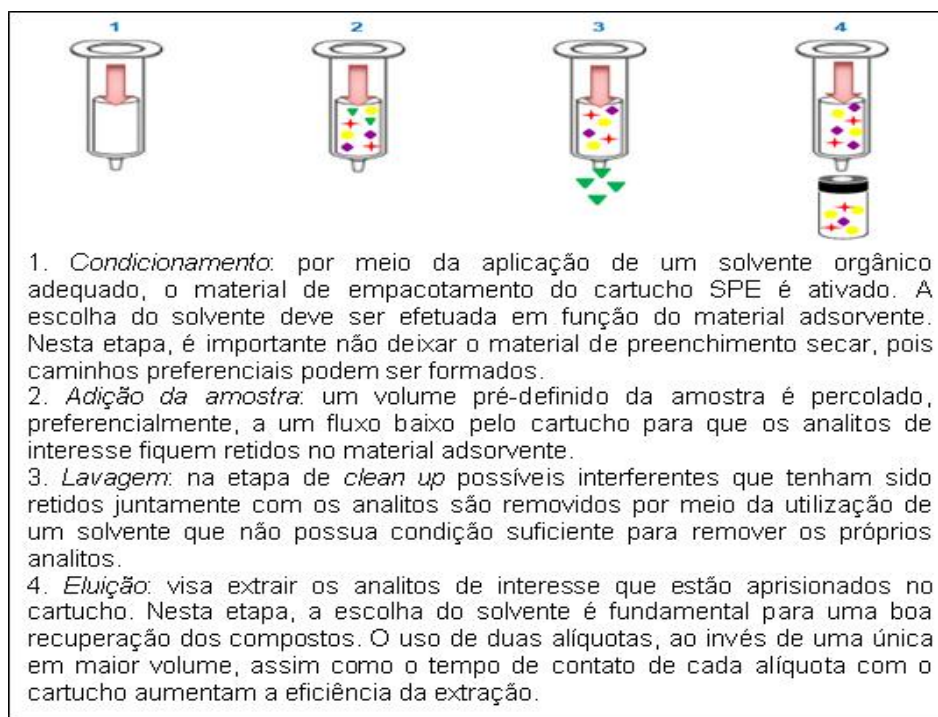 1 2 3 4
1. Condicionamento: por meio da aplicação de um solvente orgânico
adequado, o material de empacotamento do cartucho SPE é ativado. A
escolha do solvente deve ser efetuada em função do material adsorvente.
Nesta etapa, é importante não deixar o material de preenchimento secar, pois
caminhos preferenciais podem ser formados.
2. Adição da amostra: um volume pré-definido da amostra é percolado,
preferencialmente, a um fluxo baixo pelo cartucho para que os analitos de
interesse fiquem retidos no material adsorvente.
3. Lavagem: na etapa de clean up possíveis interferentes que tenham sido
retidos juntamente com os analitos são removidos por meio da utilização de
um solvente que não possua condição suficiente para remover os próprios
analitos.
4. Eluição: visa extrair os analitos de interesse que estão aprisionados no
cartucho. Nesta etapa, a escolha do solvente é fundamental para uma boa
recuperação dos compostos. O uso de duas alíquotas, ao invés de uma única
em maior volume, assim como o tempo de contato de cada alíquota com o
cartucho aumentam a eficiência da extração.